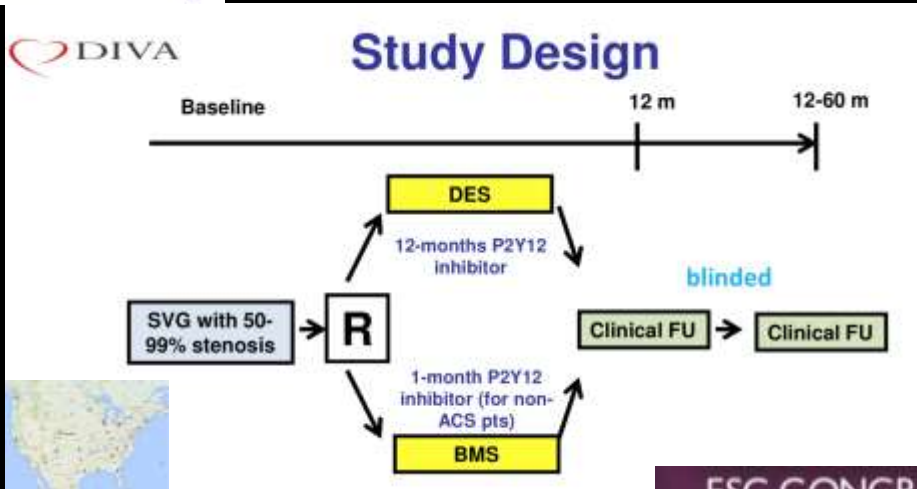 DIVA
Study Design
Baseline
12 m
12-60 m
DES
12-months P2Y12
inhibitor
blinded
SVG with 50-
99% stenosis
R
Clinical FU
Clinical FU
1-month P2Y12
inhibitor (for non-
ACS pts)
BMS